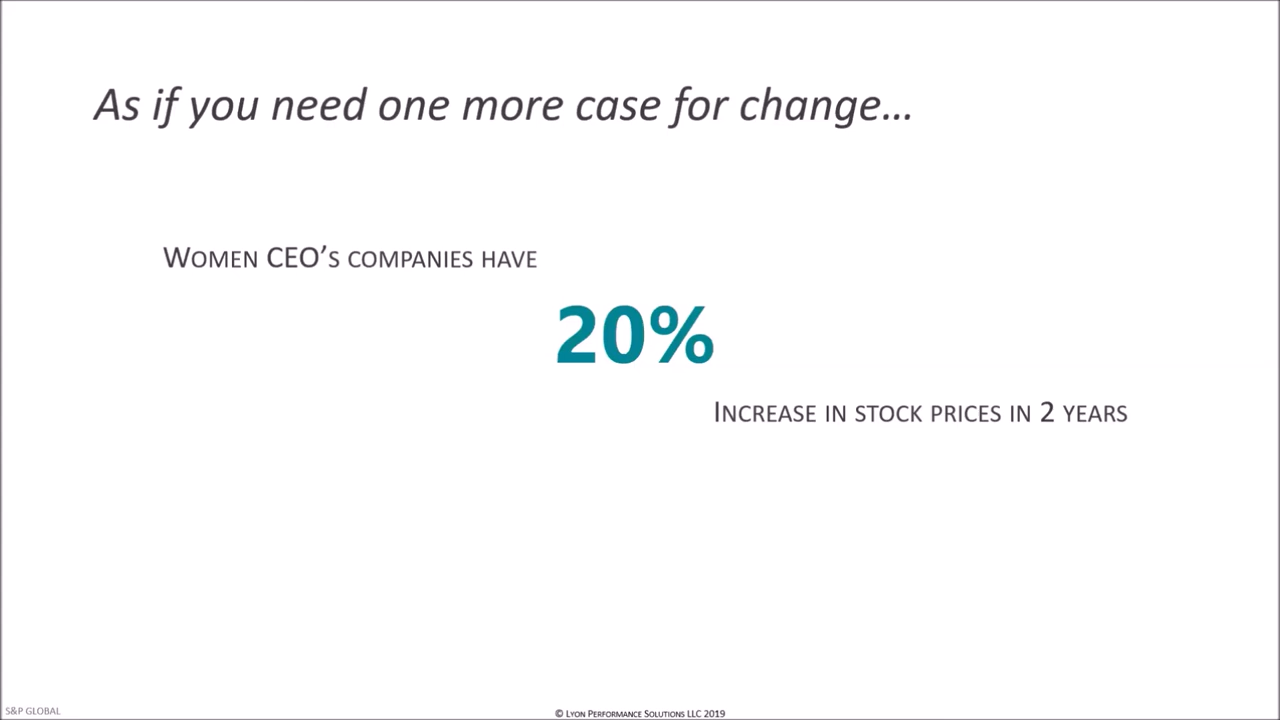 As if you need one more case for change…
Women CEO’s companies have
20%
Increase in stock prices in 2 years
S&P GLOBAL
© Lyon Performance Solutions LLC 2019